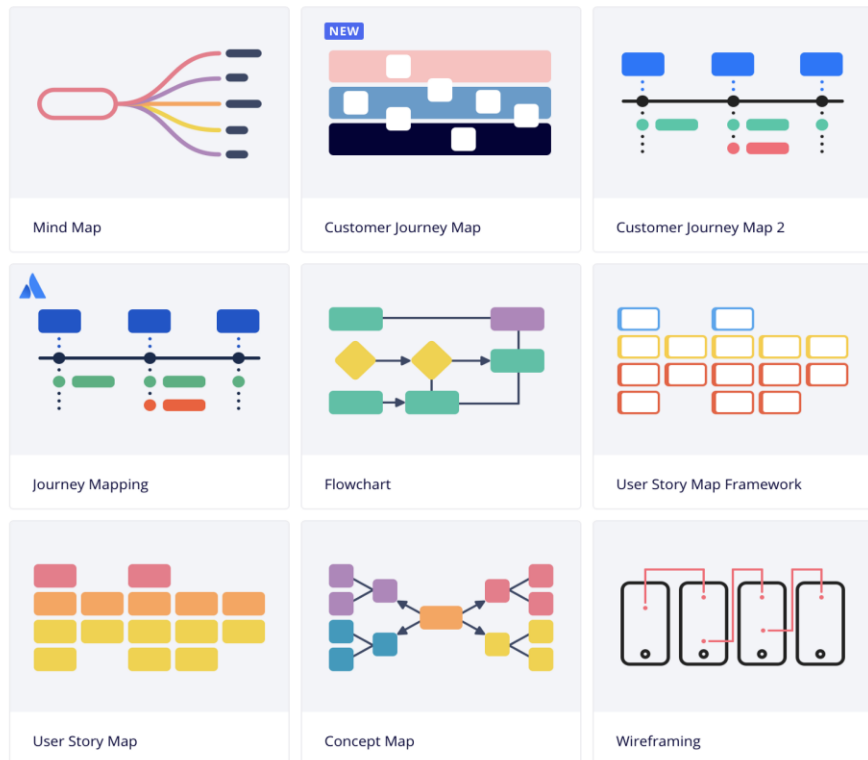 Mind Map
NEW
Customer Journey Map
Customer Journey Map 2
Journey Mapping
Flowchart
User Story Map Framework
User Story Map
Concept Map
Wireframing